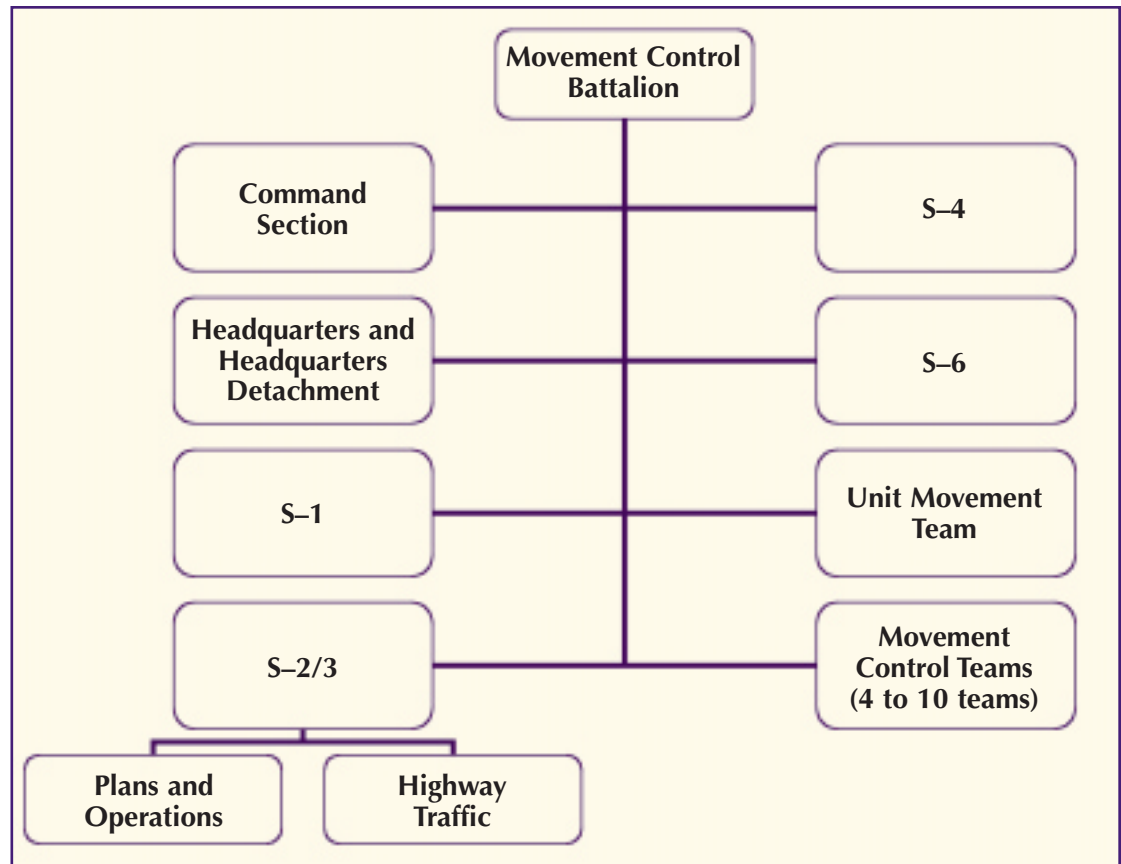 Movement Control
Battalion
Command
Section
S–4
Headquarters and
Headquarters
Detachment
S–6
S–1
Unit Movement
Team
S–2/3
Movement
Control Teams
(4 to 10 teams)
Plans and
Operations
Highway
Traffic